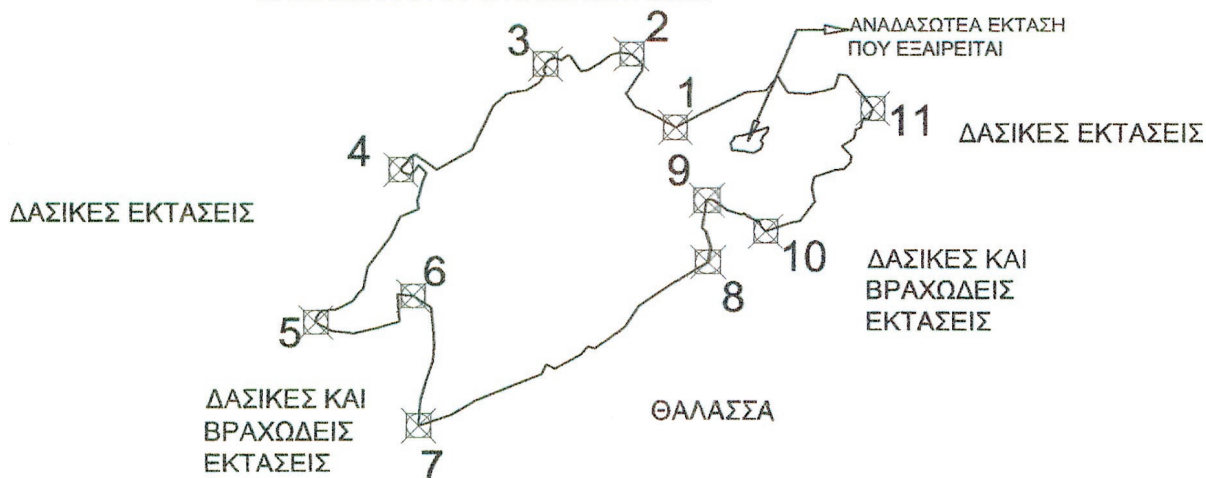 ΑΝΑΔΑΣΩΤΕΑ ΕΚΤΑΣΗ
ΠΟΥ ΕΞΑΙΡΕΙΤΑΙ
2
3
1
11
ΔΑΣΙΚΕΣ ΕΚΤΑΣΕΙΣ
4
9
ΔΑΣΙΚΕΣ ΕΚΤΑΣΕΙΣ
10
6
8
ΔΑΣΙΚΕΣ ΚΑΙ
ΒΡΑΧΩΔΕΙΣ
ΕΚΤΑΣΕΙΣ
5
ΔΑΣΙΚΕΣ ΚΑΙ
ΒΡΑΧΩΔΕΙΣ
ΕΚΤΑΣΕΙΣ
ΘΑΛΑΣΣΑ
7